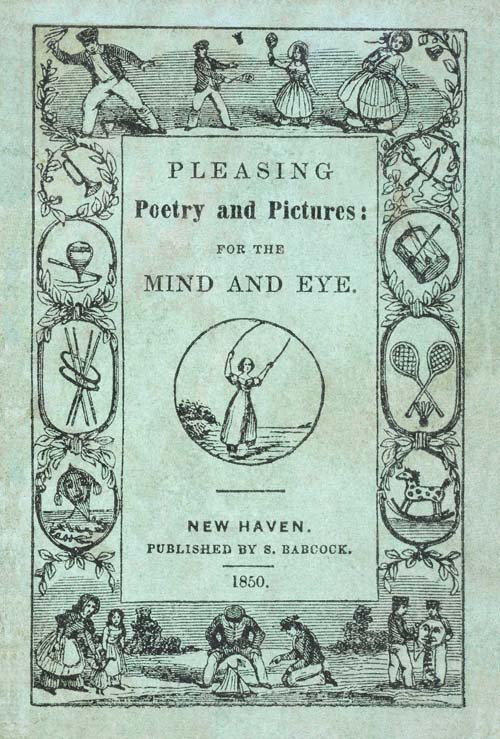 PLEASING
Poetry and Pictures:
FOR THE
MIND AND EYE.
NEW HAVEN.
PUBLISHED BY S. BABCOCK.
1850.